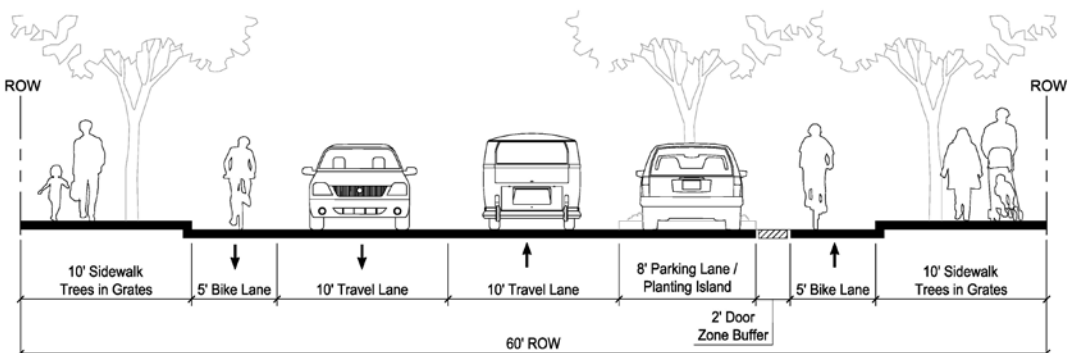 ROW
ROW
10' Sidewalk
Trees in Grates
5' Bike Lane
10' Travel Lane
10' Travel Lane
8' Parking Lane /
Planting Island
2' Door
Zone Buffer
5' Bike Lane
10' Sidewalk
Trees in Grates
60' ROW